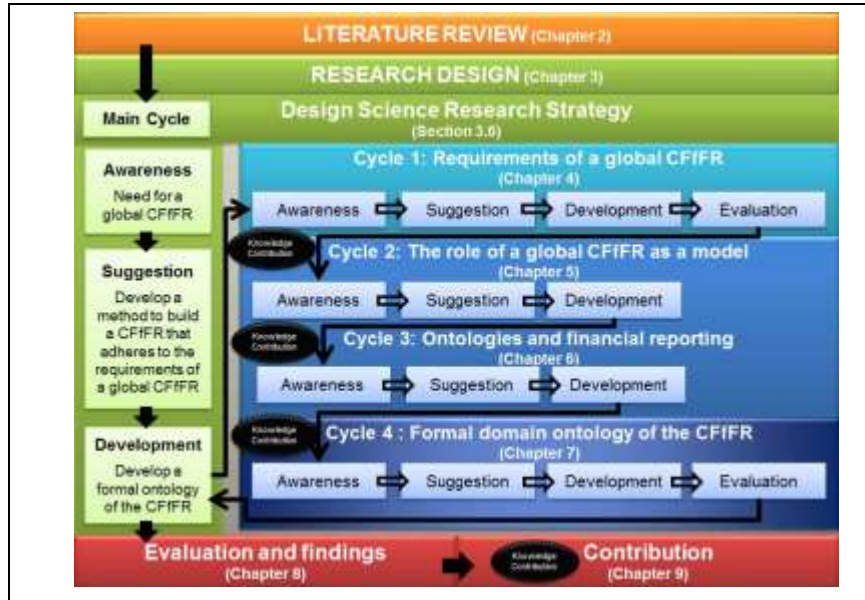 LITERATURE REVIEW (Chapter 2)
RESEARCH DESIGN (Chapter 3)
Main Cycle
Design Science Research Strategy
(Section 3.6)
Awareness
Need for a
global CFfFR
Suggestion
Develop a
method to build
a CFfFR that
adheres to the
requirements of
a global CFfFR
Development
Develop a
formal ontology
of the CFfFR
Cycle 1: Requirements of a global CFfFR
(Chapter 4)
Awareness Suggestion Development Evaluation
Knowledge
Contribution
Cycle 2: The role of a global CFfFR as a model
(Chapter 5)
Awareness Suggestion Development
Knowledge
Contribution
Cycle 3: Ontologies and financial reporting
(Chapter 6)
Awareness Suggestion Development
Knowledge
Contribution
Cycle 4 : Formal domain ontology of the CFfFR
(Chapter 7)
Awareness Suggestion Development Evaluation
Evaluation and findings
(Chapter 8)
Knowledge
Contribution
Contribution
(Chapter 9)